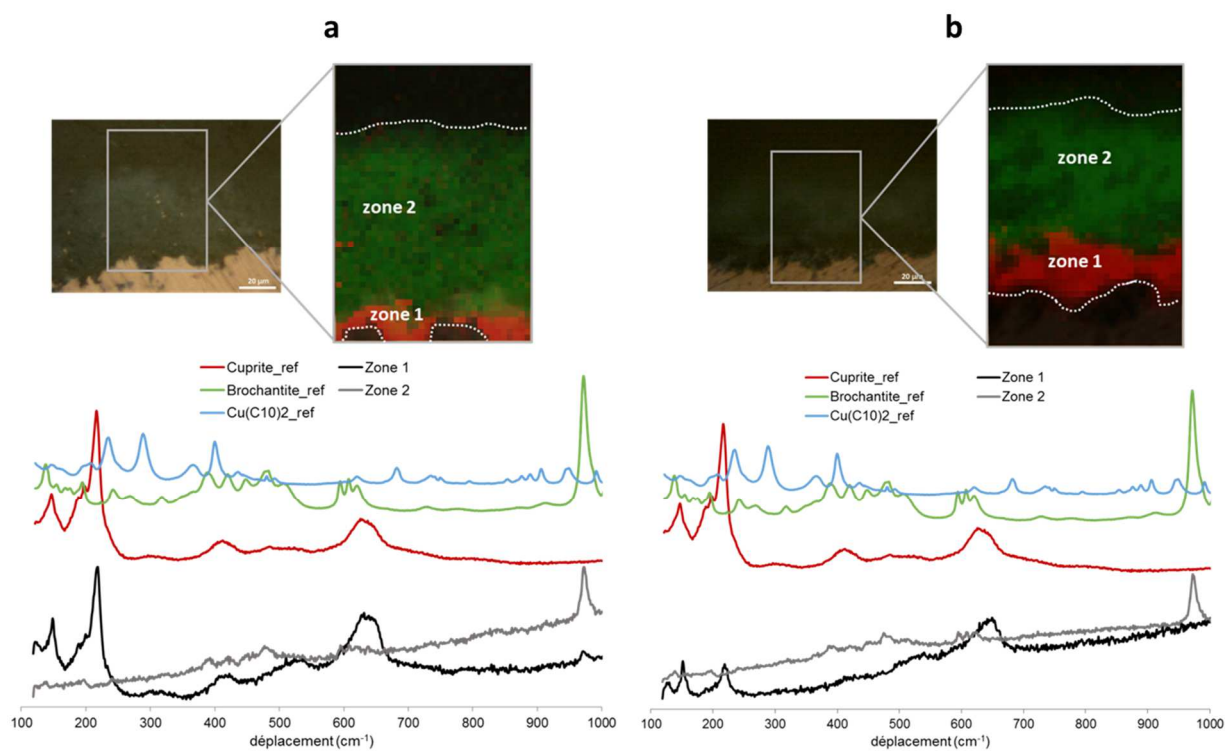 a
zone 2
zone 1
20 µm
b
zone 2
zone 1
20 µm
Cuprite_ref
Zone 1
Brochantite_ref
Zone 2
Cu(C10)2_ref
100 200 300 400 500 600 700 800 900 1000
déplacement (cm⁻¹)
Cuprite_ref
Zone 1
Brochantite_ref
Zone 2
Cu(C10)2_ref
100 200 300 400 500 600 700 800 900 1000
déplacement (cm⁻¹)